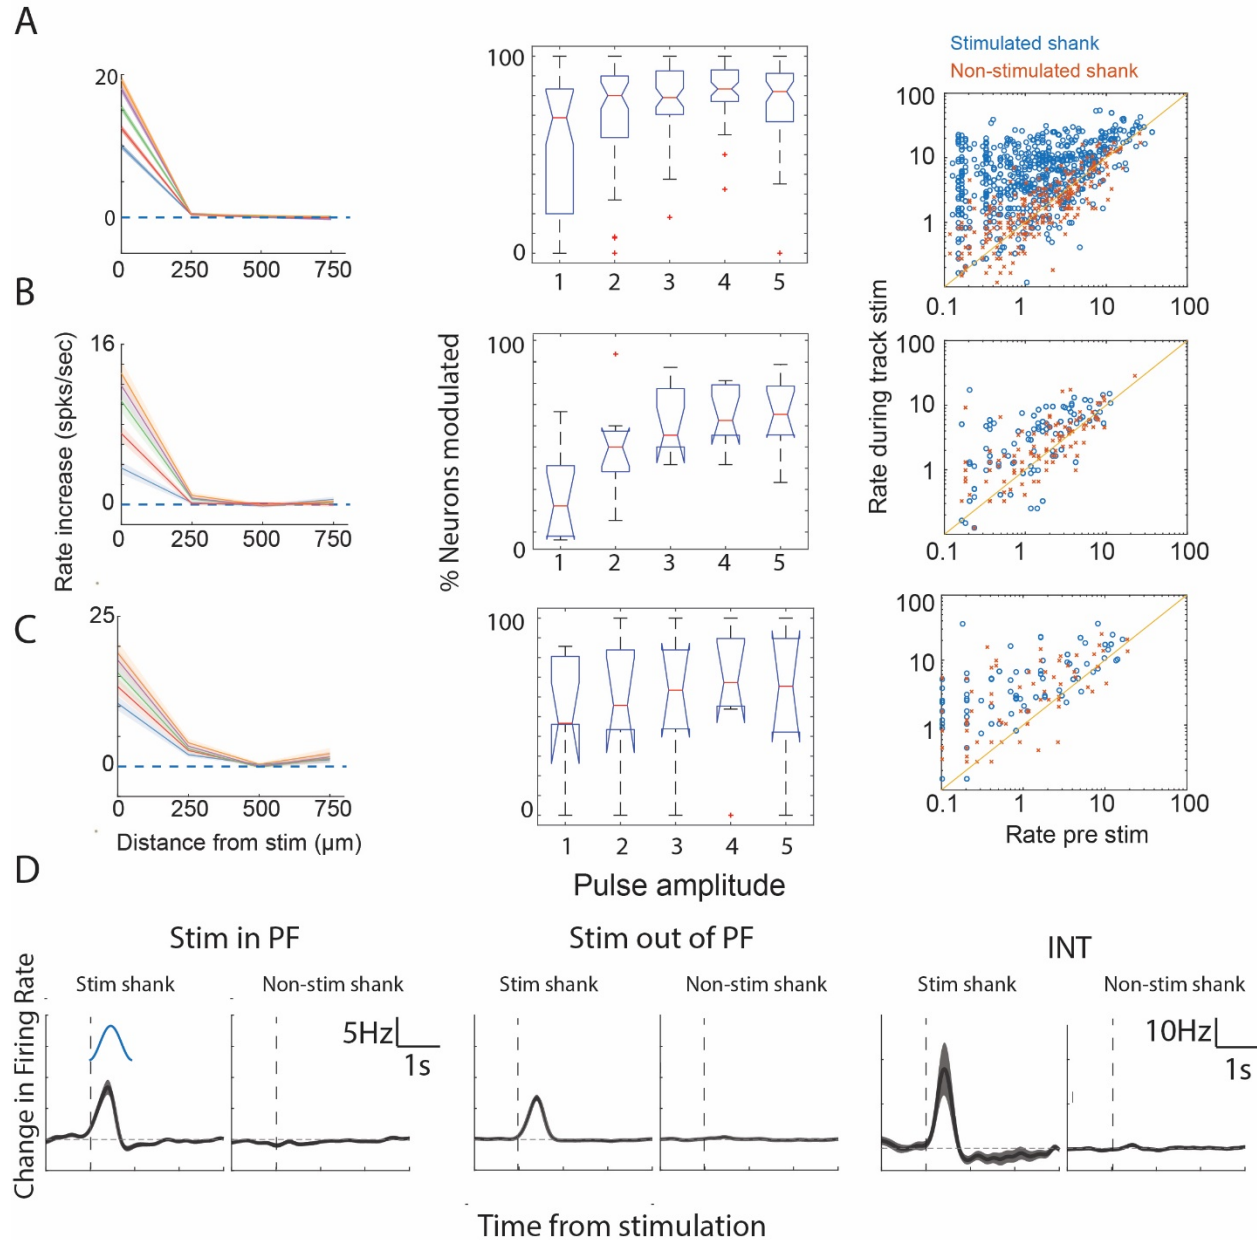 A
20
0
0 250 500 750
100
0
1 2 3 4 5
Stimulated shank
Non-stimulated shank
100
10
1
0.1 1 10 100
B
16
0
0 250 500 750
100
0
1 2 3 4 5
100
10
1
0.1 1 10 100
Rate increase (spks/sec)
% Neurons modulated
Rate during track stim
C
25
0
0 250 500 750
Distance from stim (µm)
100
0
1 2 3 4 5
Pulse amplitude
100
10
1
0.1 1 10 100
Rate pre stim
D
Stim in PF
Stim out of PF
INT
Stim shank
Non-stim shank
Stim shank
Non-stim shank
Stim shank
Non-stim shank
Change in Firing Rate
5Hz
1s
10Hz
1s
Time from stimulation